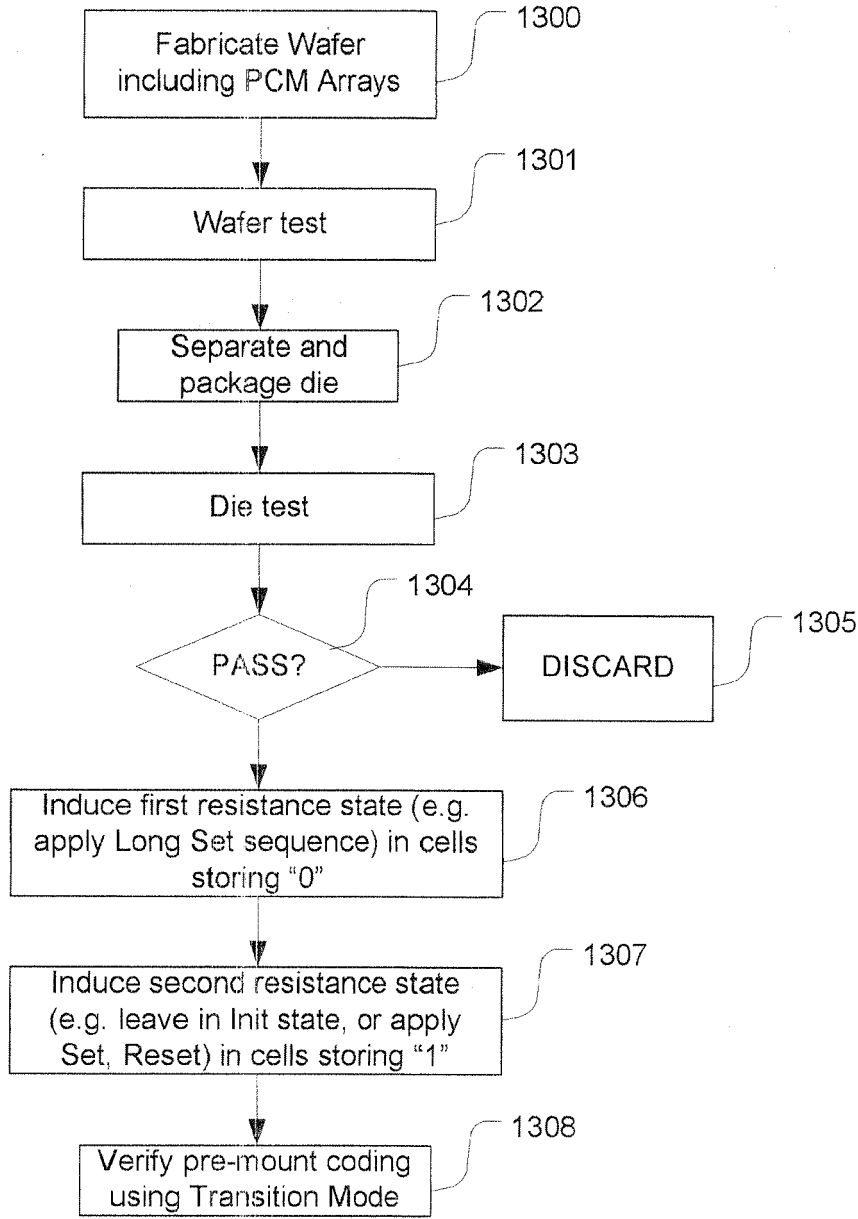 1300
Fabricate Wafer
including PCM Arrays
1301
Wafer test
1302
Separate and
package die
1303
Die test
1304
PASS?
1305
DISCARD
1306
Induce first resistance state (e.g.
apply Long Set sequence) in cells
storing “0”
1307
Induce second resistance state
(e.g. leave in Init state, or apply
Set, Reset) in cells storing “1”
1308
Verify pre-mount coding
using Transition Mode